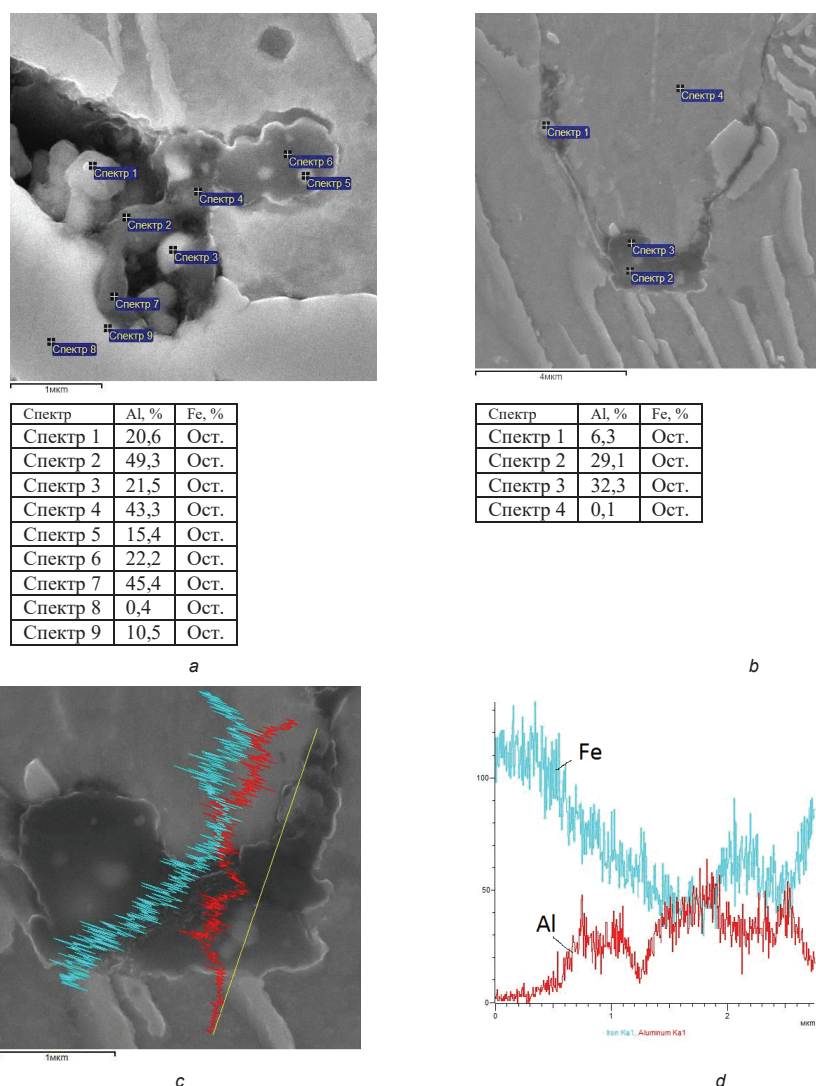 Спектр 6
Спектр 1
Спектр 5
Спектр 4
Спектр 2
Спектр 3
Спектр 7
Спектр 9
Спектр 8
1мкm
Спектр 4
Спектр 1
Спектр 3
Спектр 2
4мкm
Спектр Al, % Fe, %
Спектр 1 20,6 Ост.
Спектр 2 49,3 Ост.
Спектр 3 21,5 Ост.
Спектр 4 43,3 Ост.
Спектр 5 15,4 Ост.
Спектр 6 22,2 Ост.
Спектр 7 45,4 Ост.
Спектр 8 0,4 Ост.
Спектр 9 10,5 Ост.
a
Спектр Al, % Fe, %
Спектр 1 6,3 Ост.
Спектр 2 29,1 Ост.
Спектр 3 32,3 Ост.
Спектр 4 0,1 Ост.
b
1мкm
c
Fe
100
50
Al
0
1
2
мкm
Iron Ka1, Aluminum Ka1
d